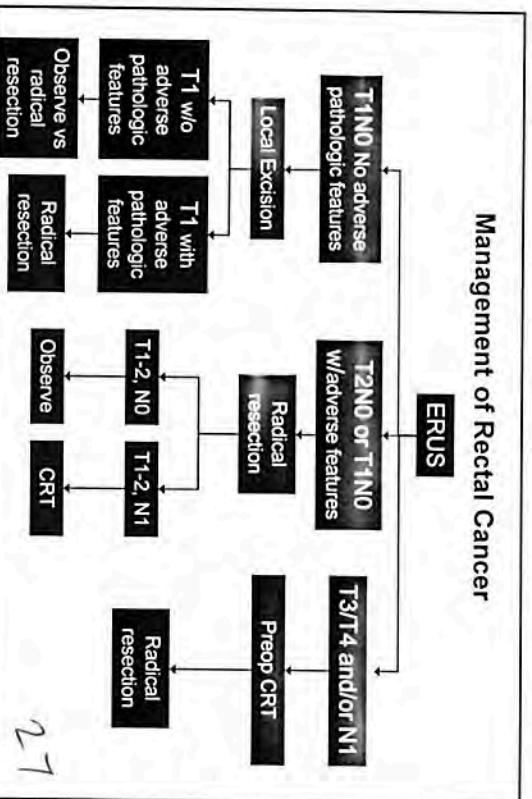 Management of Rectal Cancer
ERUS
T1N0 No adverse
pathologic features
T2N0 or T1N0
w/adverse features
T3/T4 and/or N1
Local Excision
Radical
resection
Preop CRT
T1 w/o
adverse
pathologic
features
T1 with
adverse
pathologic
features
T1-2, N0
T1-2, N1
Radical
resection
Observe vs
radical
resection
Radical
resection
Observe
CRT
27